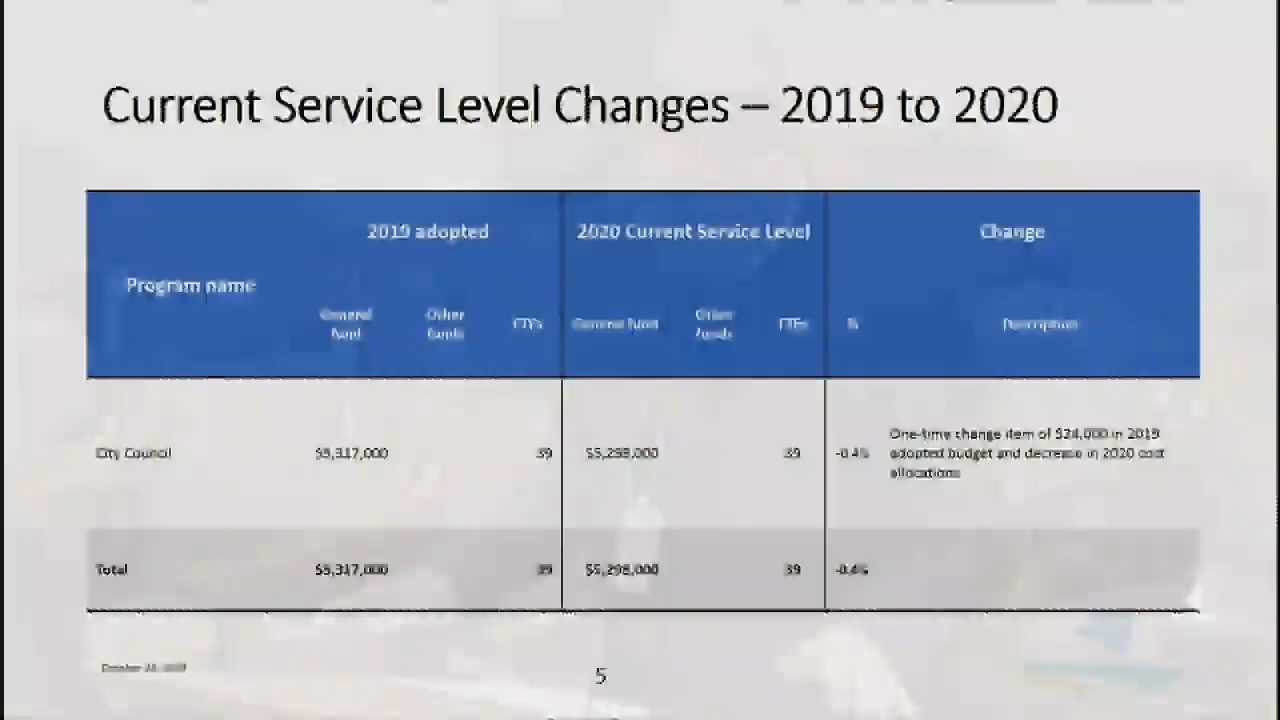 Current Service Level Changes – 2019 to 2020
2019 adopted
2020 Current Service Level
Change
Program name
General
fund
Other
funds
FTEs
General fund
Other
funds
FTEs
%
Description
City Council
$5,317,000
39
$5,298,000
39
-0.4%
One-time change item of $24,000 in 2019
adopted budget and decrease in 2020 cost
allocations
Total
$5,317,000
39
$5,298,000
39
-0.4%
October
5